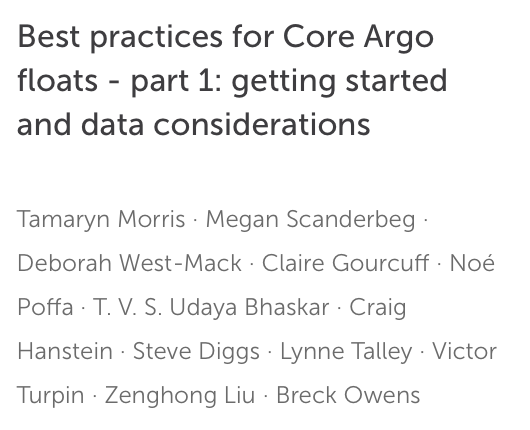 Best practices for Core Argo
floats - part 1: getting started
and data considerations
Tamaryn Morris · Megan Scanderbeg ·
Deborah West-Mack · Claire Gourcuff · Noé
Poffa · T. V. S. Udaya Bhaskar · Craig
Hanstein · Steve Diggs · Lynne Talley · Victor
Turpin · Zenghong Liu · Breck Owens